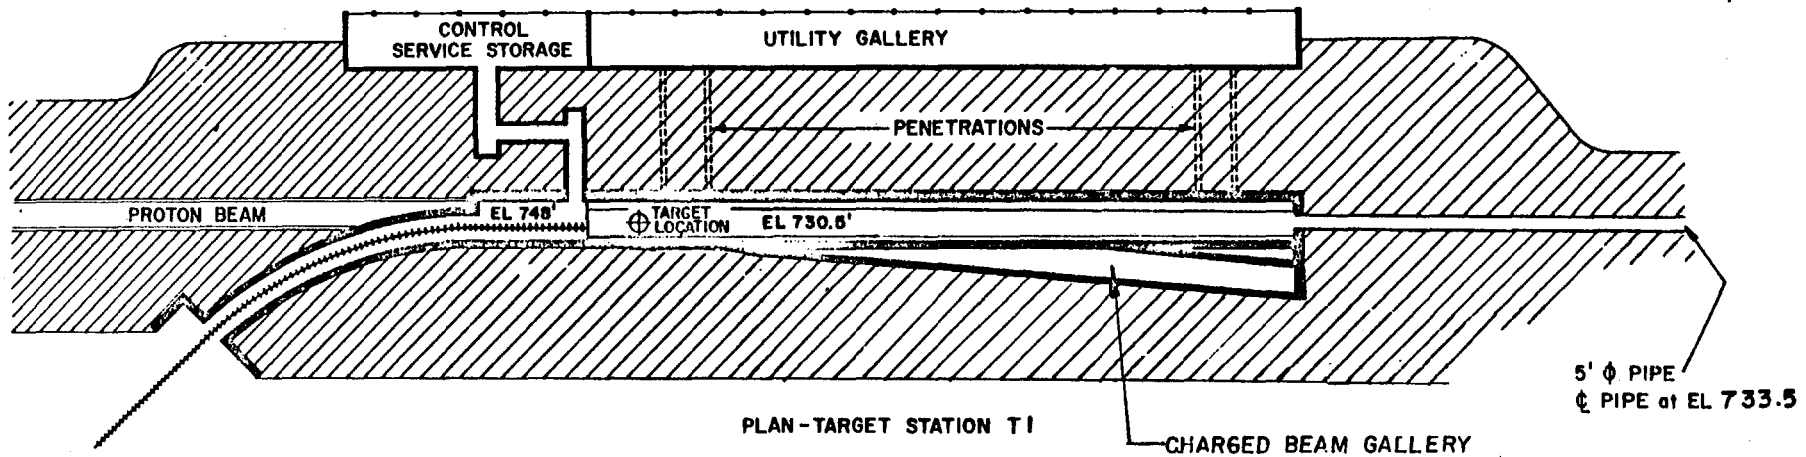 CONTROL
SERVICE STORAGE
UTILITY GALLERY
PENETRATIONS
PROTON BEAM
EL 748'
TARGET
LOCATION
EL 730.5'
5' ϕ PIPE
℄ PIPE at EL 733.5
PLAN-TARGET STATION T1
CHARGED BEAM GALLERY